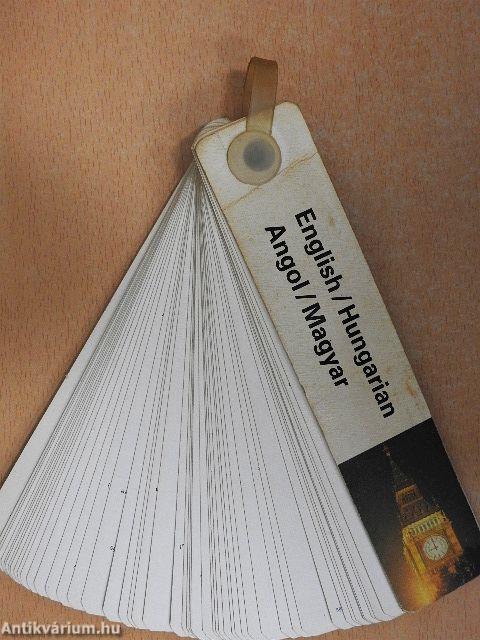 English / Hungarian
Angol / Magyar
Antikvárium.hu